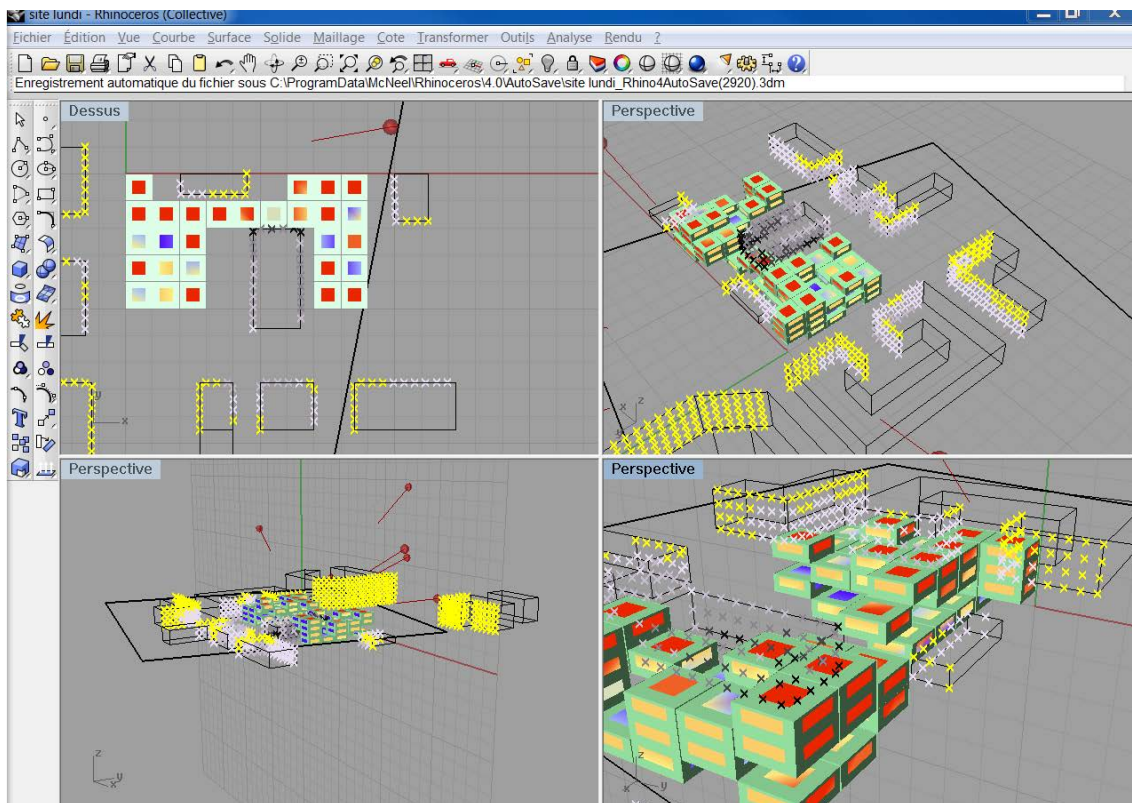 site lundi - Rhinoceros (Collective)
Fichier Édition Vue Courbe Surface Solide Maillage Cote Transformer Outils Analyse Rendu ?
Enregistrement automatique du fichier sous C:\ProgramData\McNeel\Rhinoceros\4.0\AutoSave\site lundi_Rhino4AutoSave(2920).3dm
Dessus
Perspective
y
x
x
z
Perspective
Perspective
z
y
x
z
x